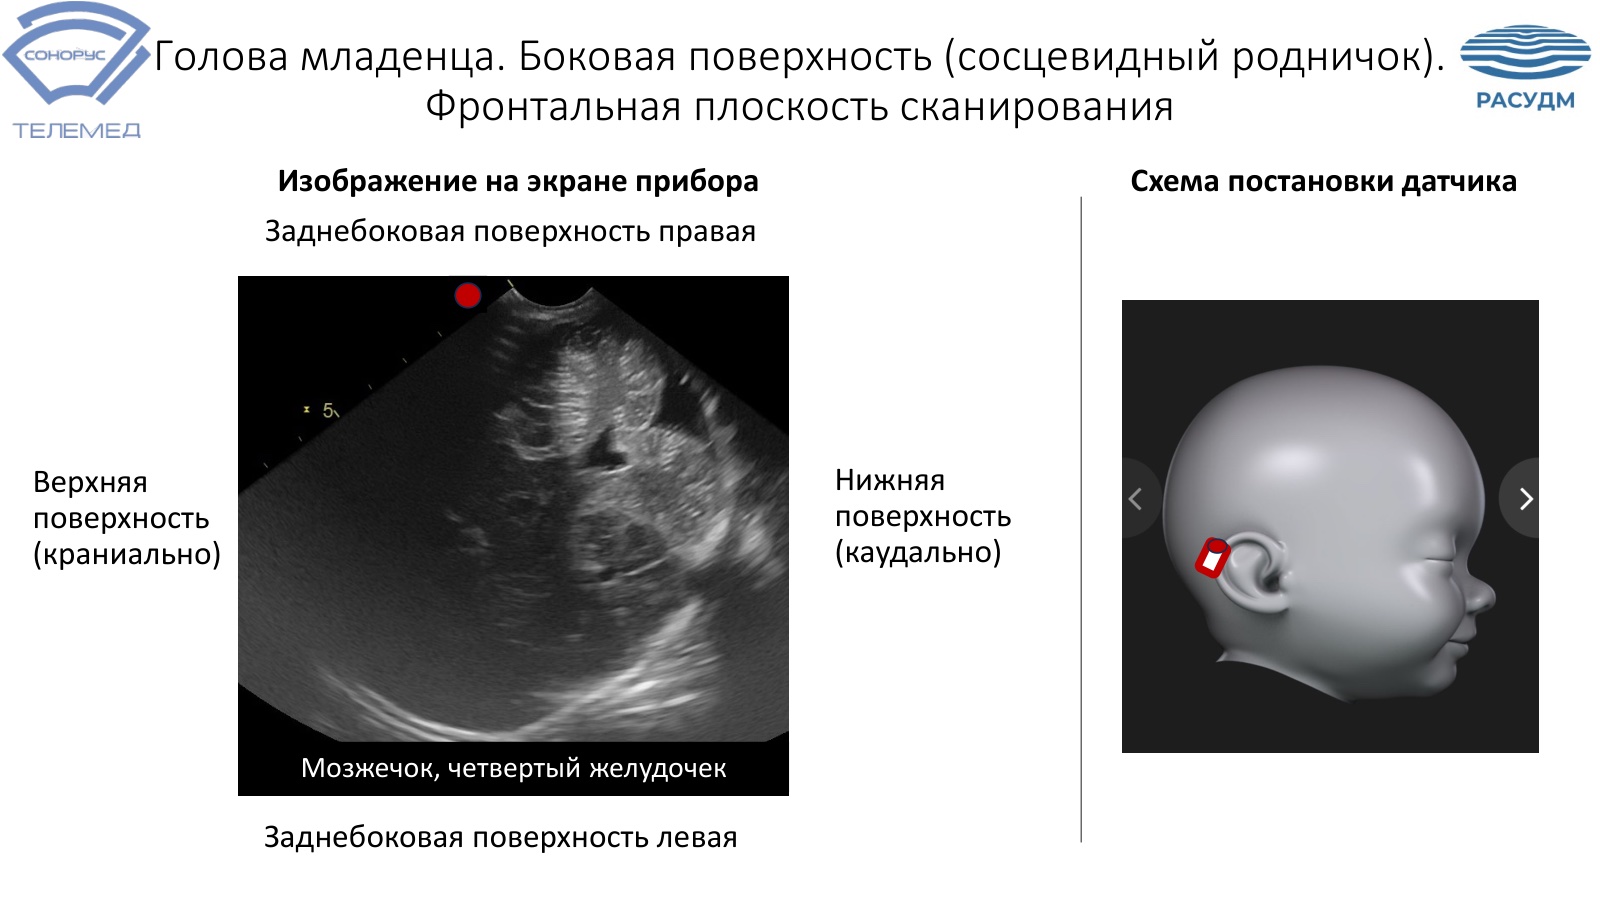 СОНОРУС
ТЕЛЕМЕД
Голова младенца. Боковая поверхность (сосцевидный родничок).
Фронтальная плоскость сканирования
РАСУДМ
Изображение на экране прибора
Схема постановки датчика
Заднебоковая поверхность правая
5
Верхняя
поверхность
(краниально)
Нижняя
поверхность
(каудально)
Мозжечок, четвертый желудочек
Заднебоковая поверхность левая